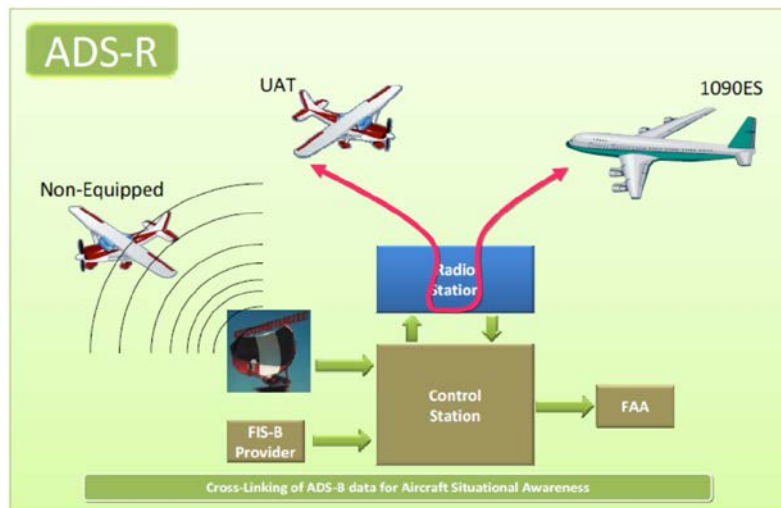 ADS-R
UAT
1090ES
Non-Equipped
Radio
Station
Control
Station
FAA
FIS-B
Provider
Cross-Linking of ADS-B data for Aircraft Situational Awareness